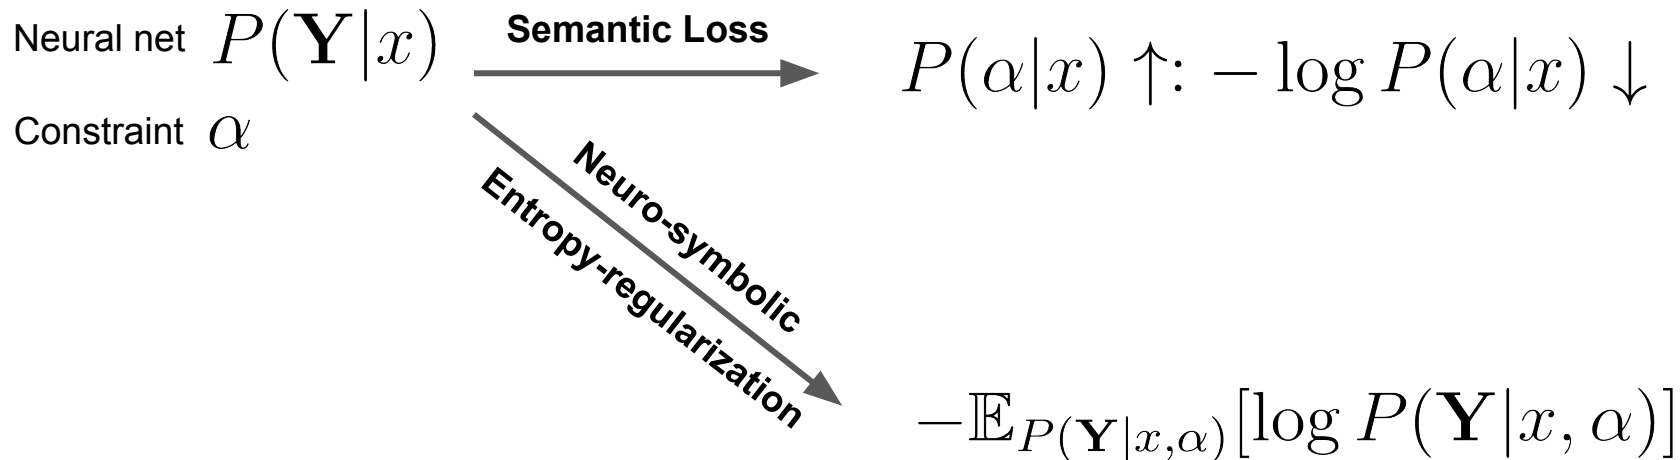 Neural net P(𝐘|x)
Semantic Loss
P(α|x) ↑: − log P(α|x) ↓
Constraint α
Neuro-symbolic
Entropy-regularization
−𝔼_{P(𝐘|x,α)}[log P(𝐘|x, α)]